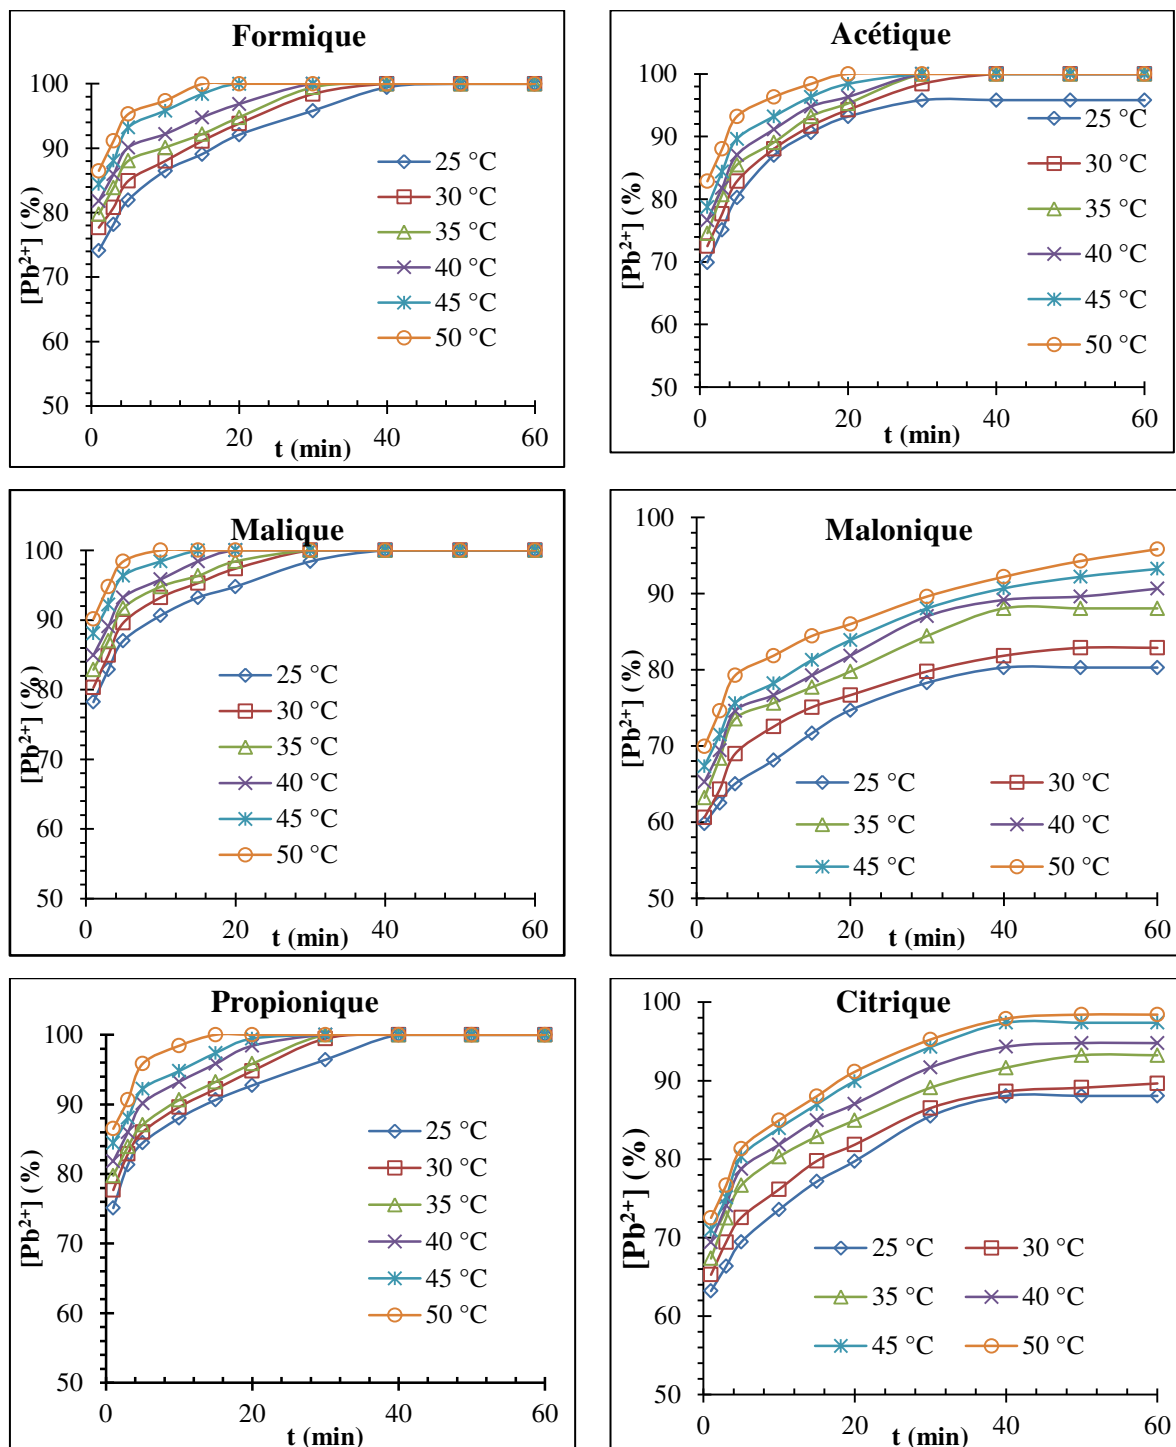 Formique
100
90
80
70
60
50
[Pb²⁺] (%)
25 °C
30 °C
35 °C
40 °C
45 °C
50 °C
0 20 40 60
t (min)
Acétique
100
90
80
70
60
50
[Pb²⁺] (%)
25 °C
30 °C
35 °C
40 °C
45 °C
50 °C
0 20 40 60
t (min)
Malique
100
90
80
70
60
50
[Pb²⁺] (%)
25 °C
30 °C
35 °C
40 °C
45 °C
50 °C
0 20 40 60
t (min)
Malonique
100
90
80
70
60
50
[Pb²⁺] (%)
25 °C 30 °C
35 °C 40 °C
45 °C 50 °C
0 20 40 60
t (min)
Propionique
100
90
80
70
60
50
[Pb²⁺] (%)
25 °C
30 °C
35 °C
40 °C
45 °C
50 °C
0 20 40 60
t (min)
Citrique
100
90
80
70
60
50
[Pb²⁺] (%)
25 °C 30 °C
35 °C 40 °C
45 °C 50 °C
0 20 40 60
t (min)